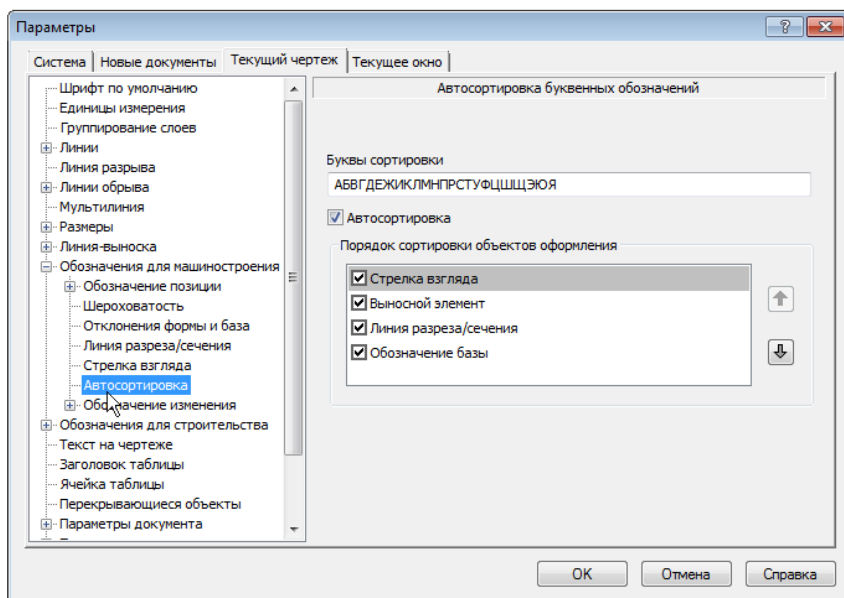 Параметры
Система
Новые документы
Текущий чертеж
Текущее окно
Шрифт по умолчанию
Единицы измерения
Группирование слоев
Линии
Линия разрыва
Линии обрыва
Мультилиния
Размеры
Линия-выноска
Обозначения для машиностроения
Обозначение позиции
Шероховатость
Отклонения формы и база
Линия разреза/сечения
Стрелка взгляда
Автосортировка
Обозначение изменения
Обозначения для строительства
Текст на чертеже
Заголовок таблицы
Ячейка таблицы
Перекрывающиеся объекты
Параметры документа
Автосортировка буквенных обозначений
Буквы сортировки
АБВГДЕЖИКЛМНПРСТУФЦШЩЭЮЯ
Автосортировка
Порядок сортировки объектов оформления
Стрелка взгляда
Выносной элемент
Линия разреза/сечения
Обозначение базы
OK
Отмена
Справка